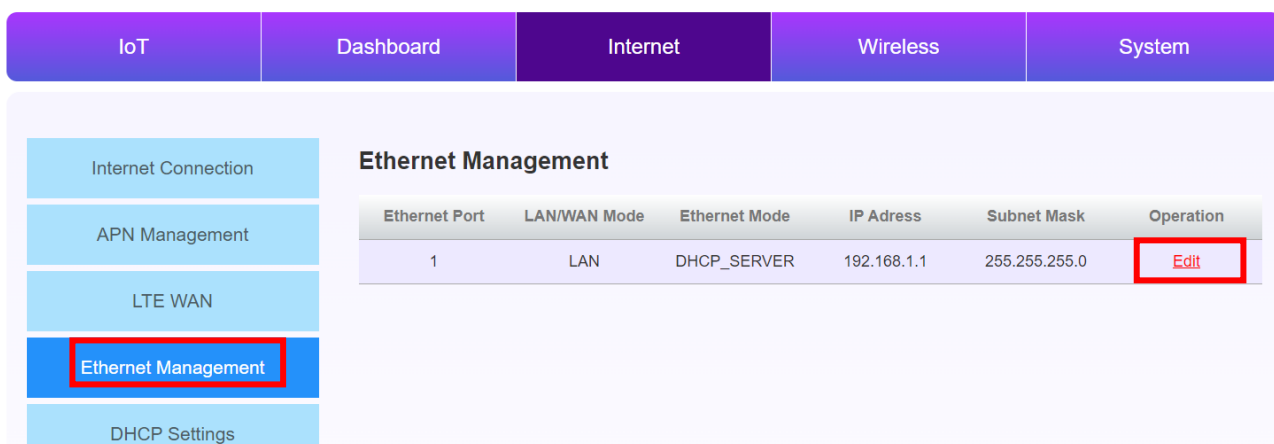 IoT Dashboard Internet Wireless System
Internet Connection
APN Management
LTE WAN
Ethernet Management
DHCP Settings
Ethernet Management
Ethernet Port LAN/WAN Mode Ethernet Mode IP Adress Subnet Mask Operation
1 LAN DHCP_SERVER 192.168.1.1 255.255.255.0 Edit